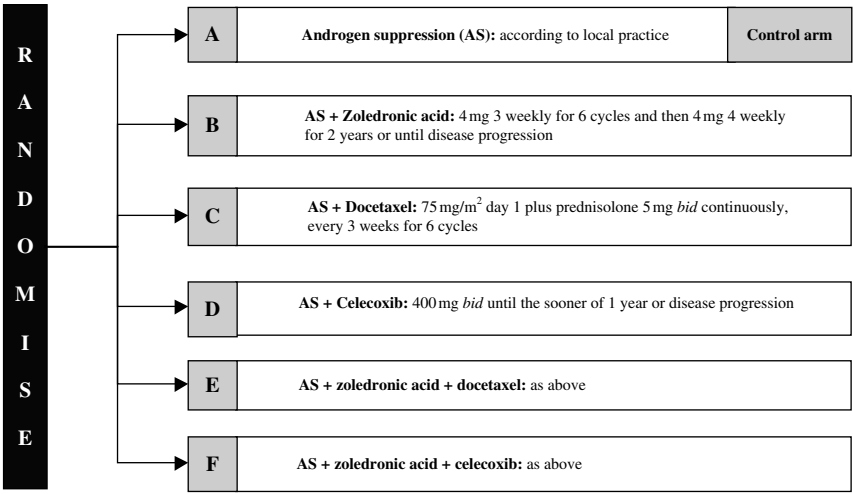 RANDOMISE
A
Androgen suppression (AS): according to local practice
Control arm
B
AS + Zoledronic acid: 4 mg 3 weekly for 6 cycles and then 4 mg 4 weekly
for 2 years or until disease progression
C
AS + Docetaxel: 75 mg/m² day 1 plus prednisolone 5 mg bid continuously,
every 3 weeks for 6 cycles
D
AS + Celecoxib: 400 mg bid until the sooner of 1 year or disease progression
E
AS + zoledronic acid + docetaxel: as above
F
AS + zoledronic acid + celecoxib: as above